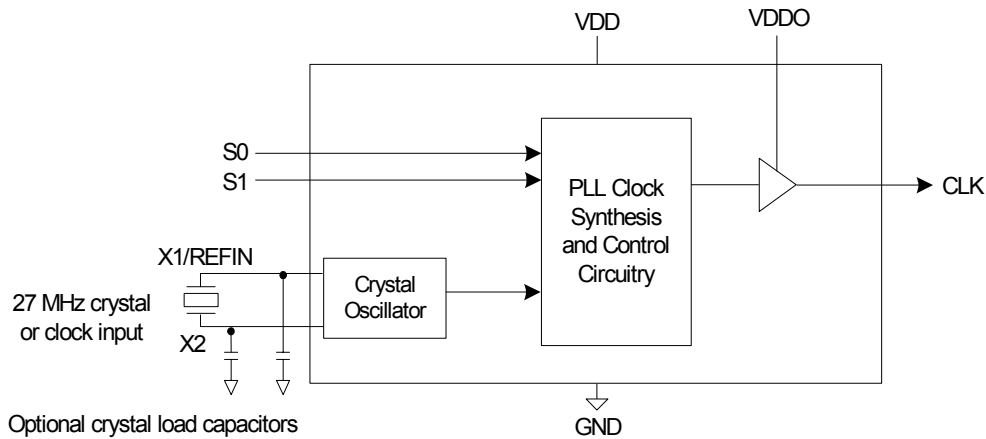 VDD
VDDO
S0
S1
PLL Clock
Synthesis
and Control
Circuitry
CLK
X1/REFIN
Crystal
Oscillator
27 MHz crystal
or clock input
X2
Optional crystal load capacitors
GND